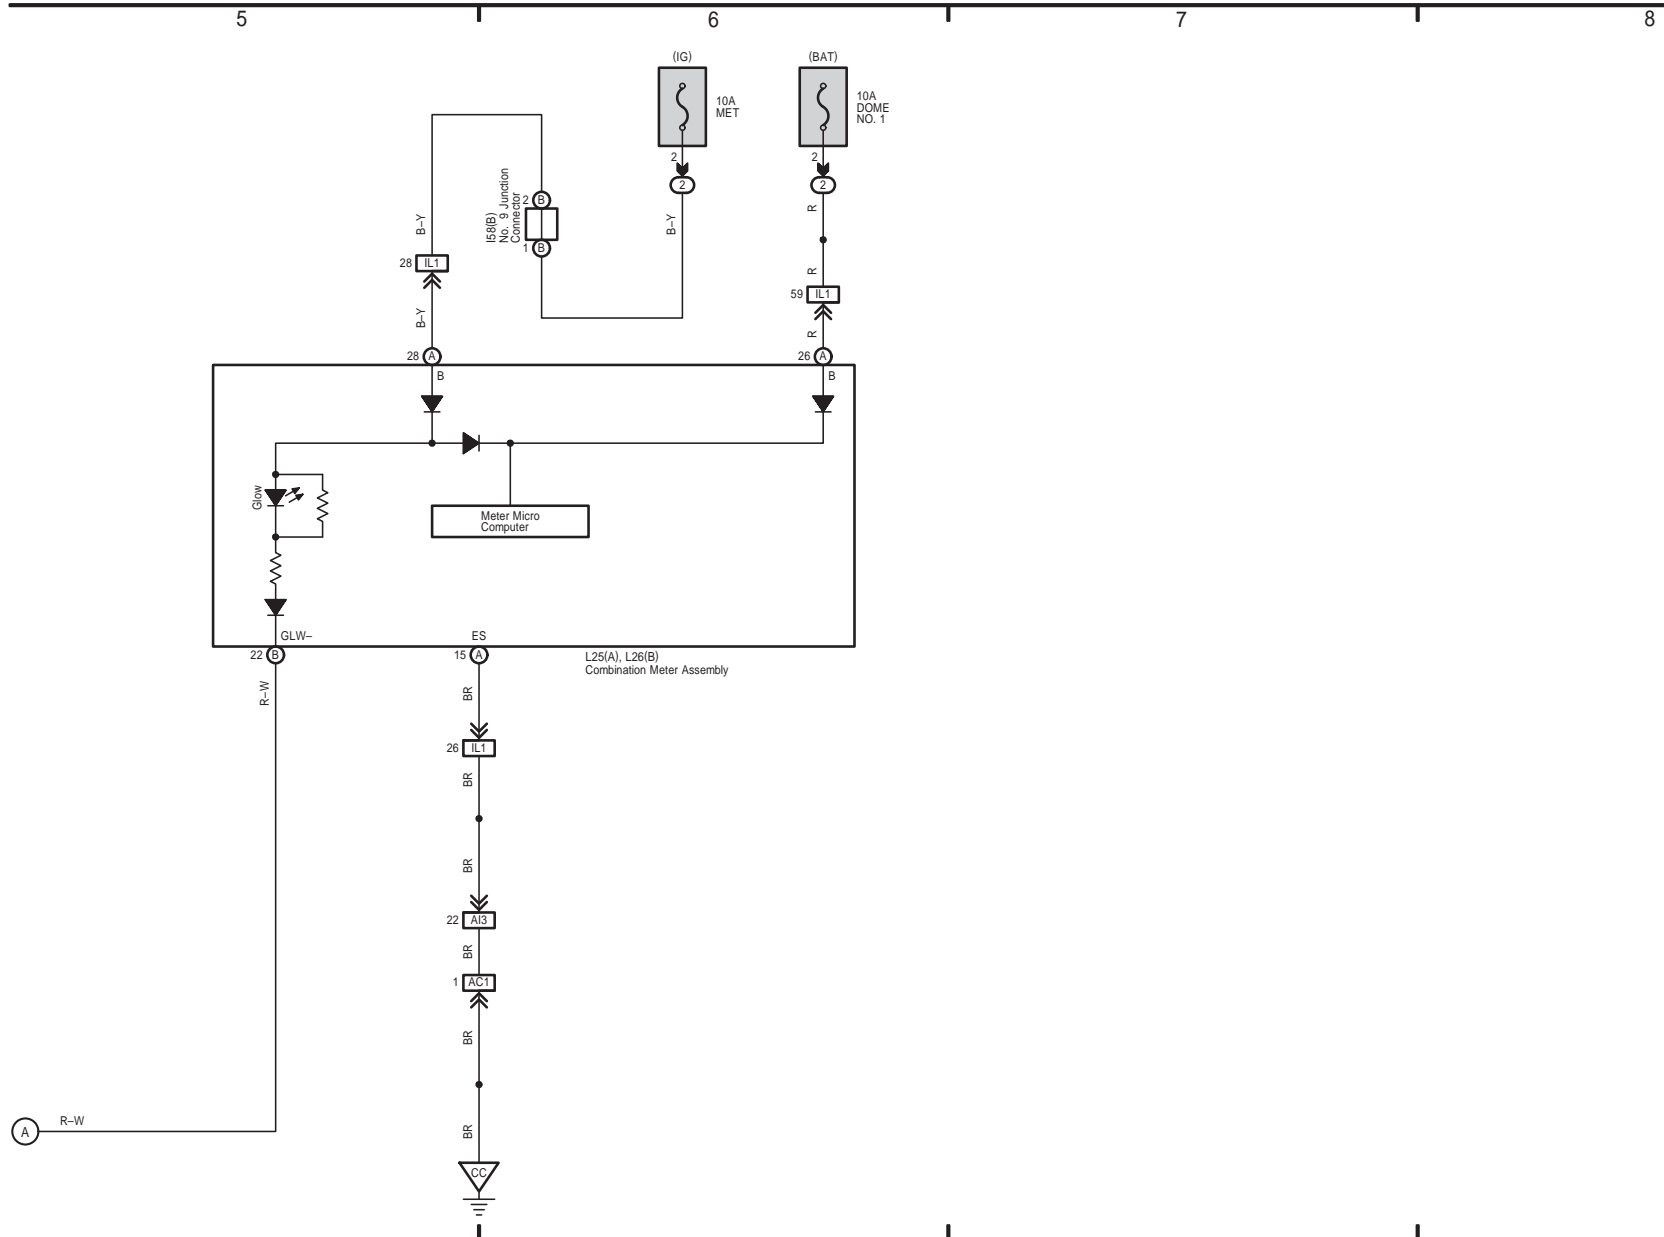 5
6
7
8
(IG)
(BAT)
10A
MET
10A
DOME
NO. 1
2
2
2
2
I58(B)
No. 9 Junction
Connector
2 B
1 B
B–Y
B–Y
R
R
28 IL1
59 IL1
B–Y
R
28 A
26 A
B
B
Glow
Meter Micro
Computer
GLW–
ES
22 B
15 A
L25(A), L26(B)
Combination Meter Assembly
R–W
BR
26 IL1
BR
BR
22 AI3
BR
1 AC1
BR
A
R–W
BR
CC